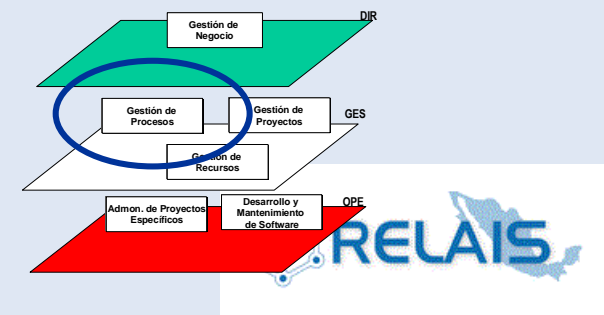 DIR
Gestión de
Negocio
GES
Gestión de
Procesos
Gestión de
Proyectos
Gestión de
Recursos
OPE
Admon. de Proyectos
Específicos
Desarrollo y
Mantenimiento
de Software
RELAIS